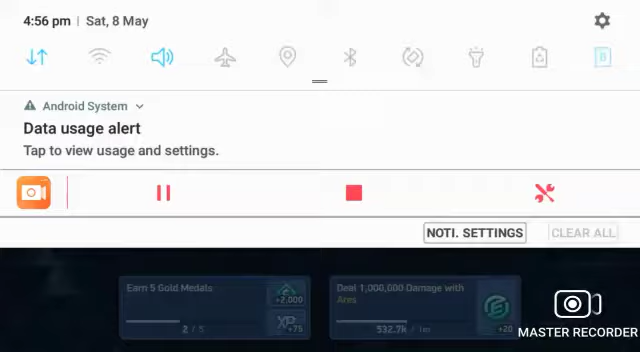 4:56 pm | Sat, 8 May
Android System
Data usage alert
Tap to view usage and settings.
NOTI. SETTINGS
CLEAR ALL
Earn 5 Gold Medals
+2,000
XP
+75
2 / 5
Deal 1,000,000 Damage with
Ares
532.7k / 1m
+20
MASTER RECORDER